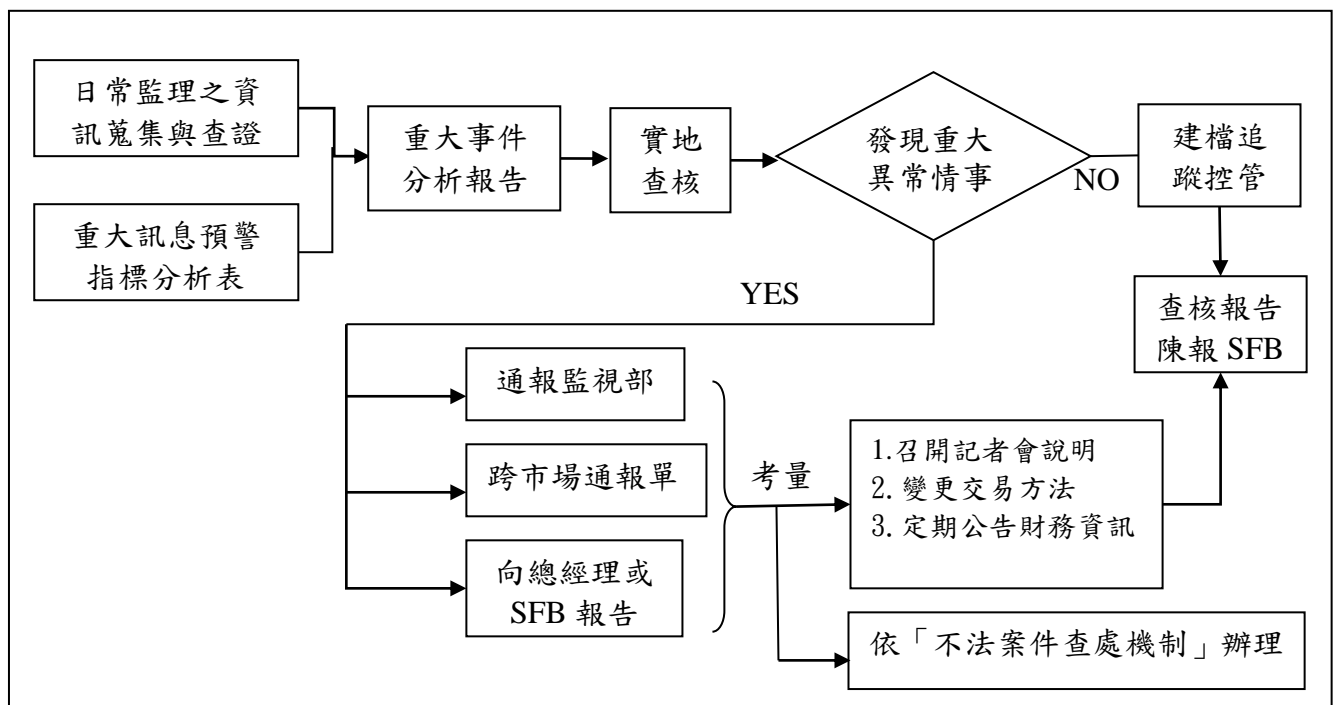 日常監理之資
訊蒐集與查證
重大訊息預警
指標分析表
重大事件
分析報告
實地
查核
發現重大
異常情事
NO
建檔追
蹤控管
YES
查核報告
陳報 SFB
通報監視部
跨市場通報單
向總經理或
SFB 報告
考量
1.召開記者會說明
2. 變更交易方法
3. 定期公告財務資訊
依「不法案件查處機制」辦理